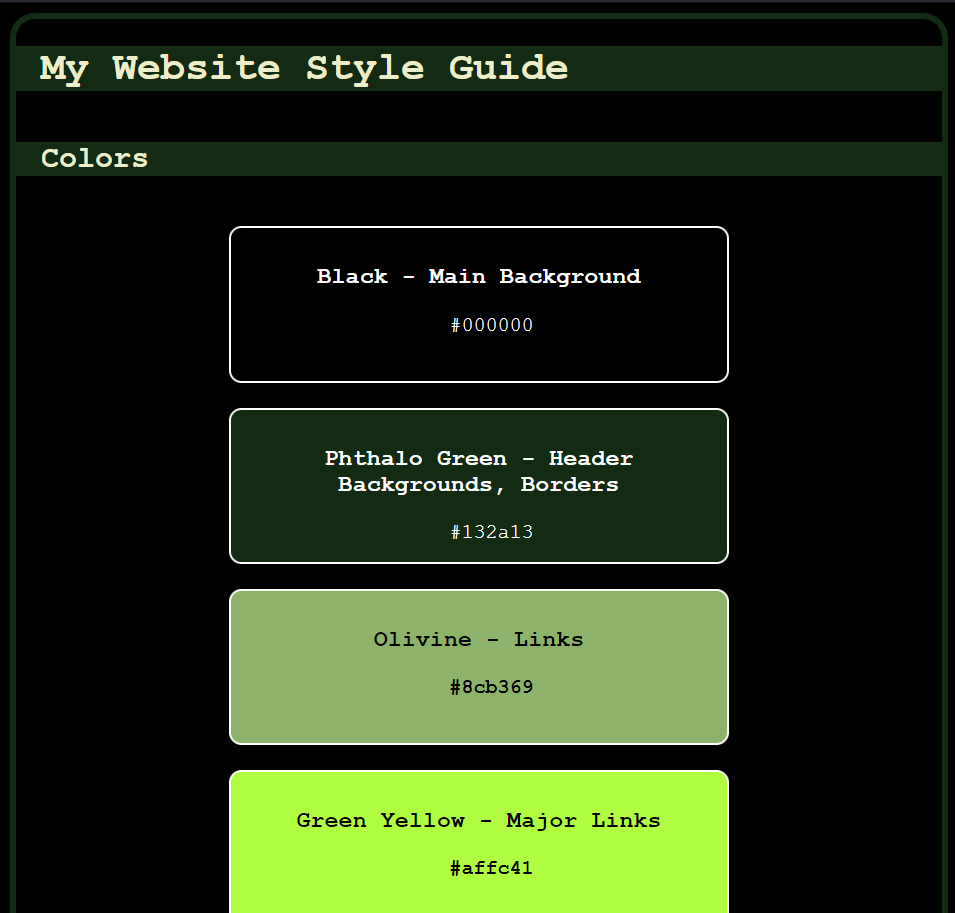 My Website Style Guide
Colors
Black - Main Background
#000000
Phthalo Green - Header
Backgrounds, Borders
#132a13
Olivine - Links
#8cb369
Green Yellow - Major Links
#affc41